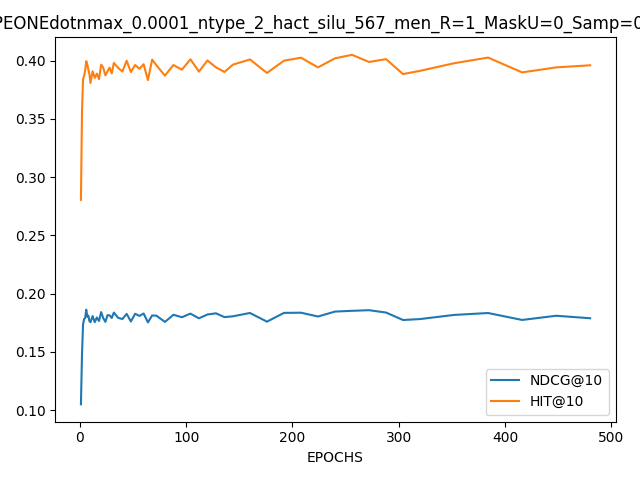 PEONEdotnmax_0.0001_ntype_2_hact_silu_567_men_R=1_MaskU=0_Samp=0
0.40
0.35
0.30
0.25
0.20
0.15
0.10
NDCG@10
HIT@10
0 100 200 300 400 500
EPOCHS